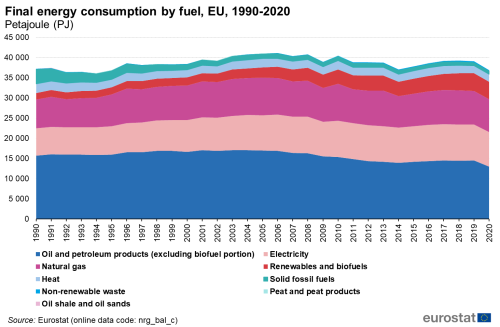 Final energy consumption by fuel, EU, 1990-2020
Petajoule (PJ)
45 000
40 000
35 000
30 000
25 000
20 000
15 000
10 000
5 000
0
1990 1991 1992 1993 1994 1995 1996 1997 1998 1999 2000 2001 2002 2003 2004 2005 2006 2007 2008 2009 2010 2011 2012 2013 2014 2015 2016 2017 2018 2019 2020
Oil and petroleum products (excluding biofuel portion) Electricity
Natural gas Renewables and biofuels
Heat Solid fossil fuels
Non-renewable waste Peat and peat products
Oil shale and oil sands
Source: Eurostat (online data code: nrg_bal_c)
eurostat